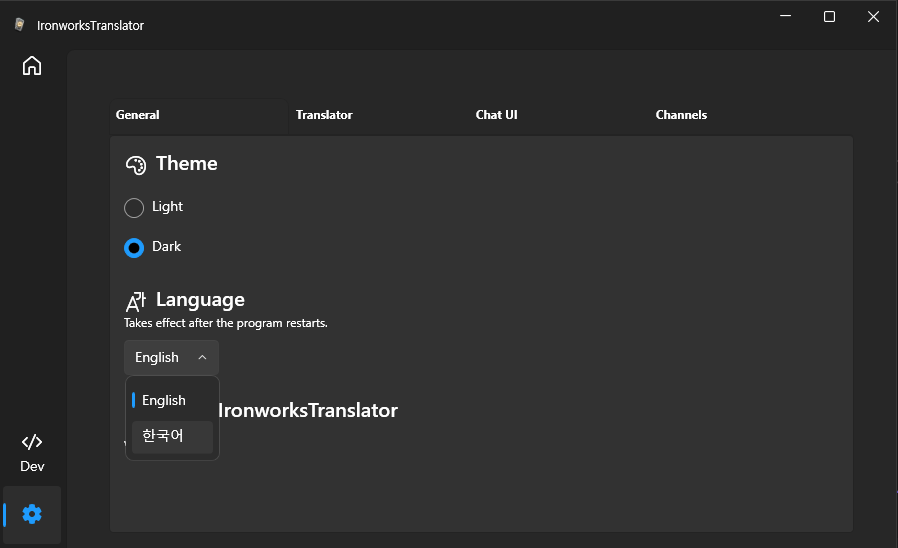 IronworksTranslator
General
Translator
Chat UI
Channels
Theme
Light
Dark
Language
Takes effect after the program restarts.
English
English
한국어
IronworksTranslator
Dev